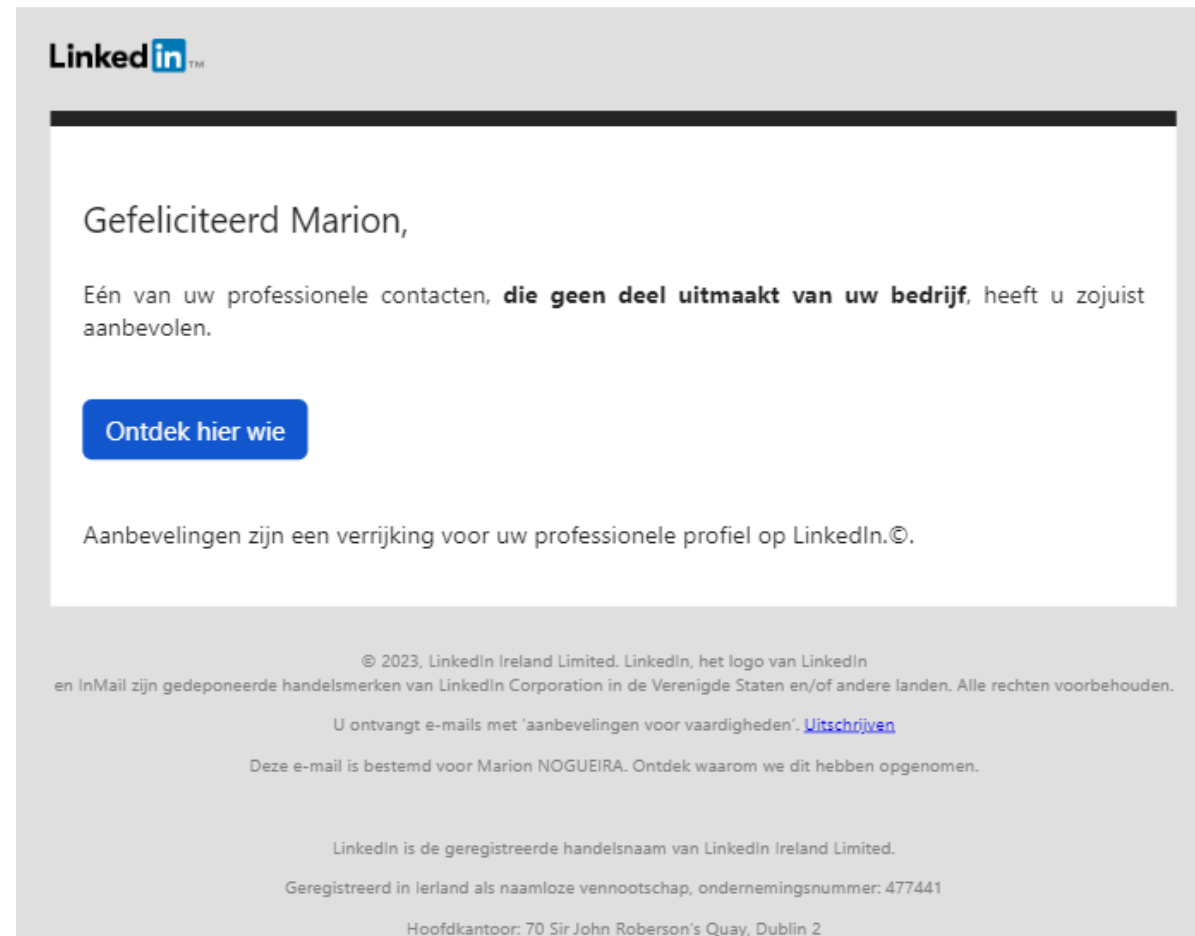 Linked in TM
Gefeliciteerd Marion,
Eén van uw professionele contacten, die geen deel uitmaakt van uw bedrijf, heeft u zojuist
aanbevolen.
Ontdek hier wie
Aanbevelingen zijn een verrijking voor uw professionele profiel op LinkedIn.©.
© 2023, LinkedIn Ireland Limited. LinkedIn, het logo van LinkedIn
en InMail zijn gedeponeerde handelsmerken van LinkedIn Corporation in de Verenigde Staten en/of andere landen. Alle rechten voorbehouden.
U ontvangt e-mails met ‘aanbevelingen voor vaardigheden’. Uitschrijven
Deze e-mail is bestemd voor Marion NOGUEIRA. Ontdek waarom we dit hebben opgenomen.
LinkedIn is de geregistreerde handelsnaam van LinkedIn Ireland Limited.
Geregistreerd in Ierland als naamloze vennootschap, ondernemingsnummer: 477441
Hoofdkantoor: 70 Sir John Roberson’s Quay, Dublin 2